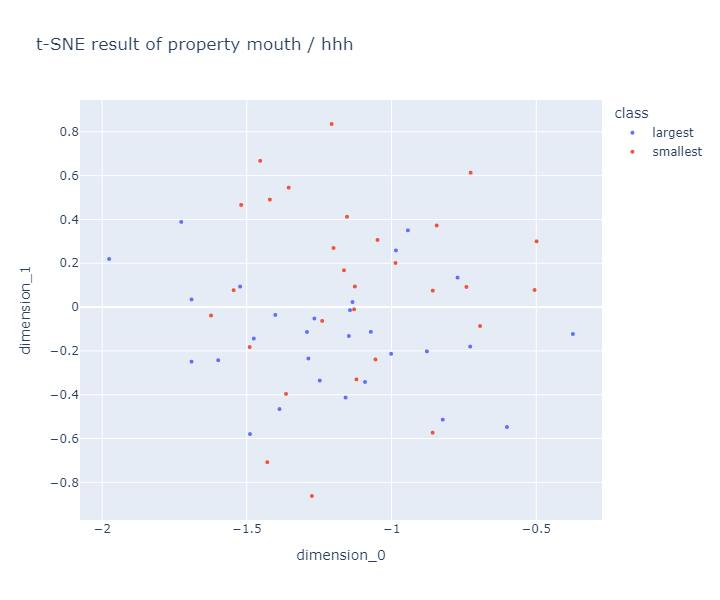 t-SNE result of property mouth / hhh
class
largest
smallest
0.8
0.6
0.4
0.2
0
−0.2
−0.4
−0.6
−0.8
dimension_1
−2
−1.5
−1
−0.5
dimension_0